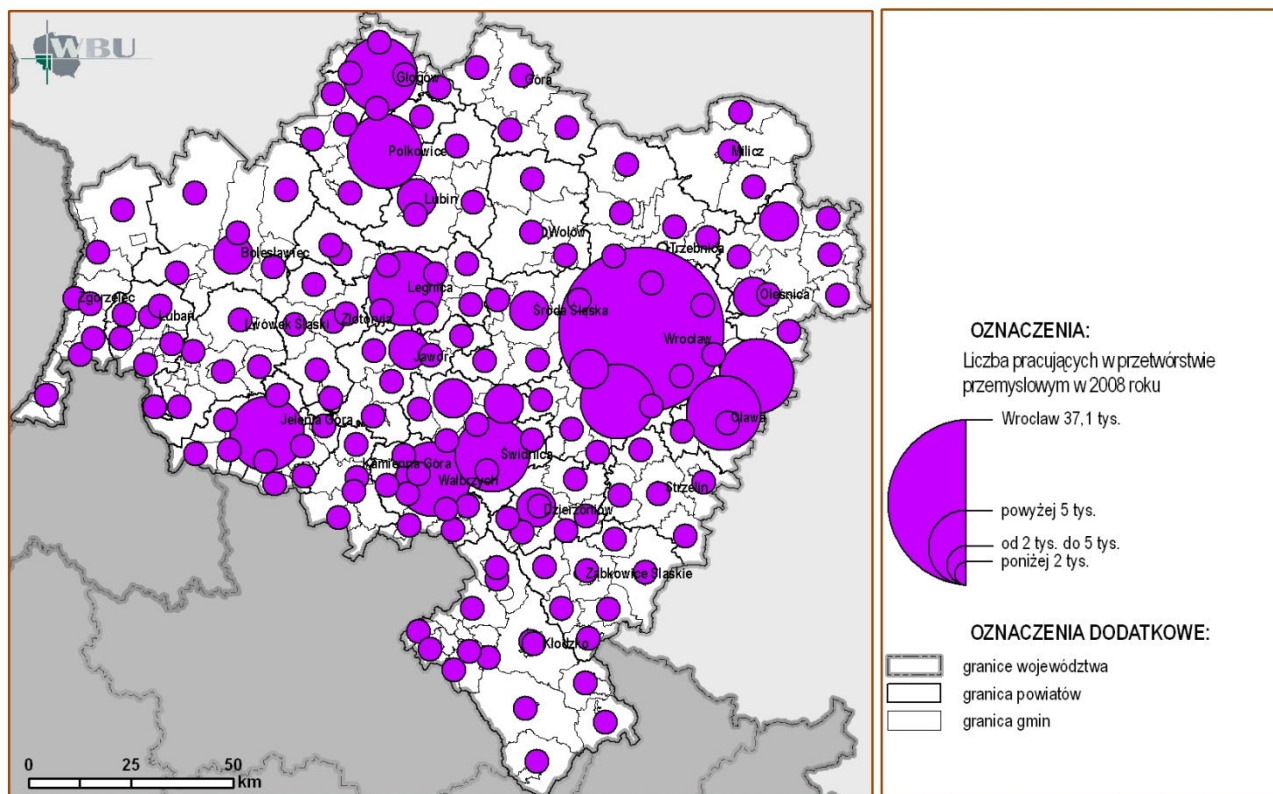 WBU
Głogów
Góra
Polkowice
Milicz
Lubin
Wołów
Trzebnica
Bolesławiec
Legnica
Oleśnica
Zgorzelec
Lubań
Lwówek Śląski
Złotoryja
Środa Śląska
Wrocław
Jawor
Jelenia Góra
Oława
Kamienna Góra
Świdnica
Wałbrzych
Strzelin
Dzierżoniów
Ząbkowice Śląskie
Kłodzko
0 25 50
km
OZNACZENIA:
Liczba pracujących w przetwórstwie
przemysłowym w 2008 roku
Wrocław 37,1 tys.
powyżej 5 tys.
od 2 tys. do 5 tys.
poniżej 2 tys.
OZNACZENIA DODATKOWE:
granice województwa
granica powiatów
granica gmin